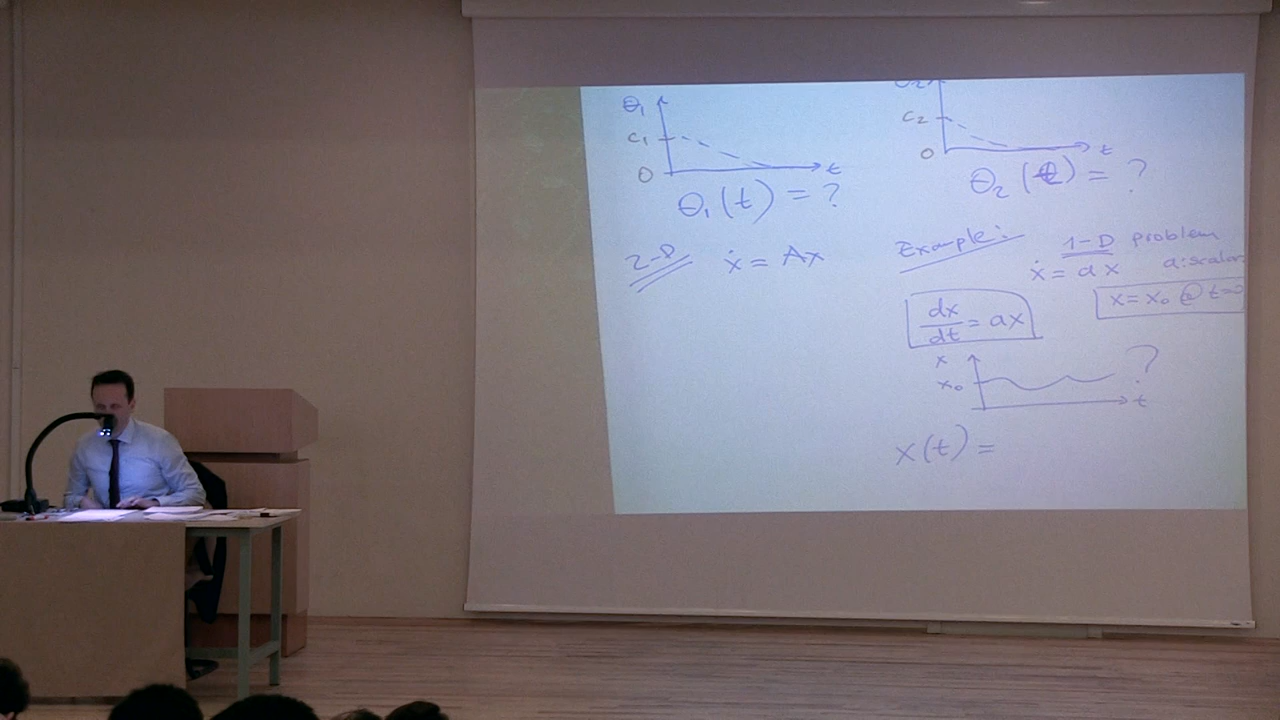 θ₁
c₁
0
t
θ₁(t) = ?
2-D ẋ = Ax
θ₂
c₂
0
t
θ₂(t) = ?
Example: 1-D problem
ẋ = ax a: scalar
x = x₀ @ t=0
dx/dt = ax
x
x₀
?
t
x(t) =